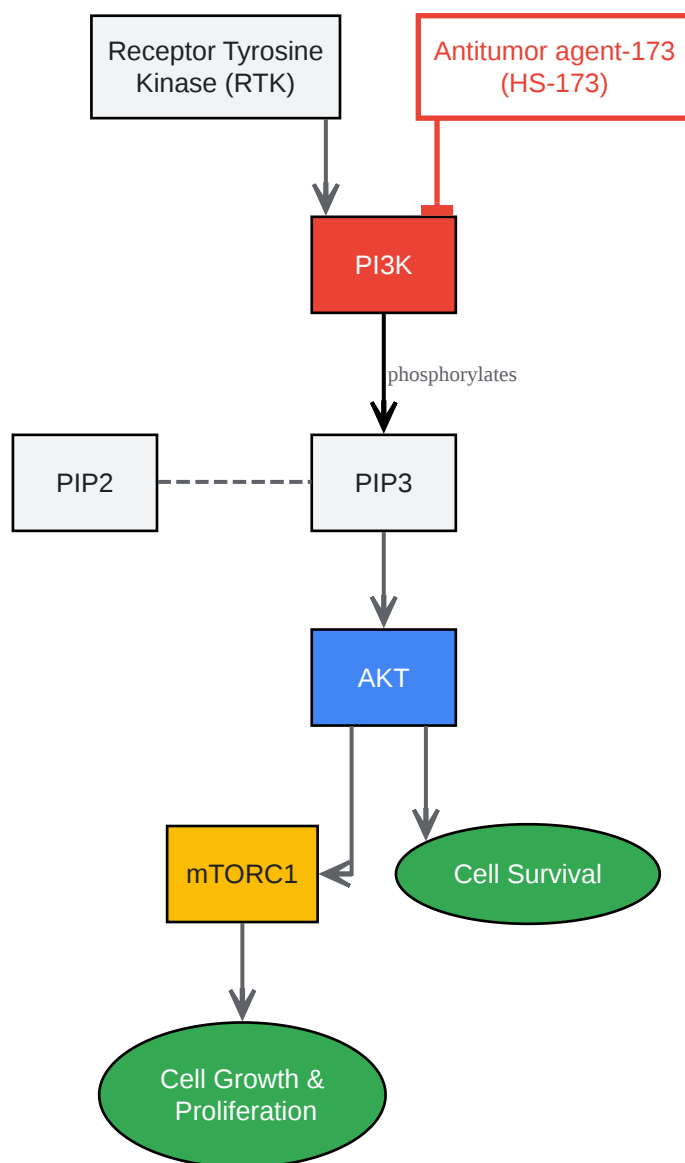 Receptor Tyrosine
Kinase (RTK)
Antitumor agent-173
(HS-173)
PI3K
phosphorylates
PIP2
PIP3
AKT
mTORC1
Cell Survival
Cell Growth &
Proliferation